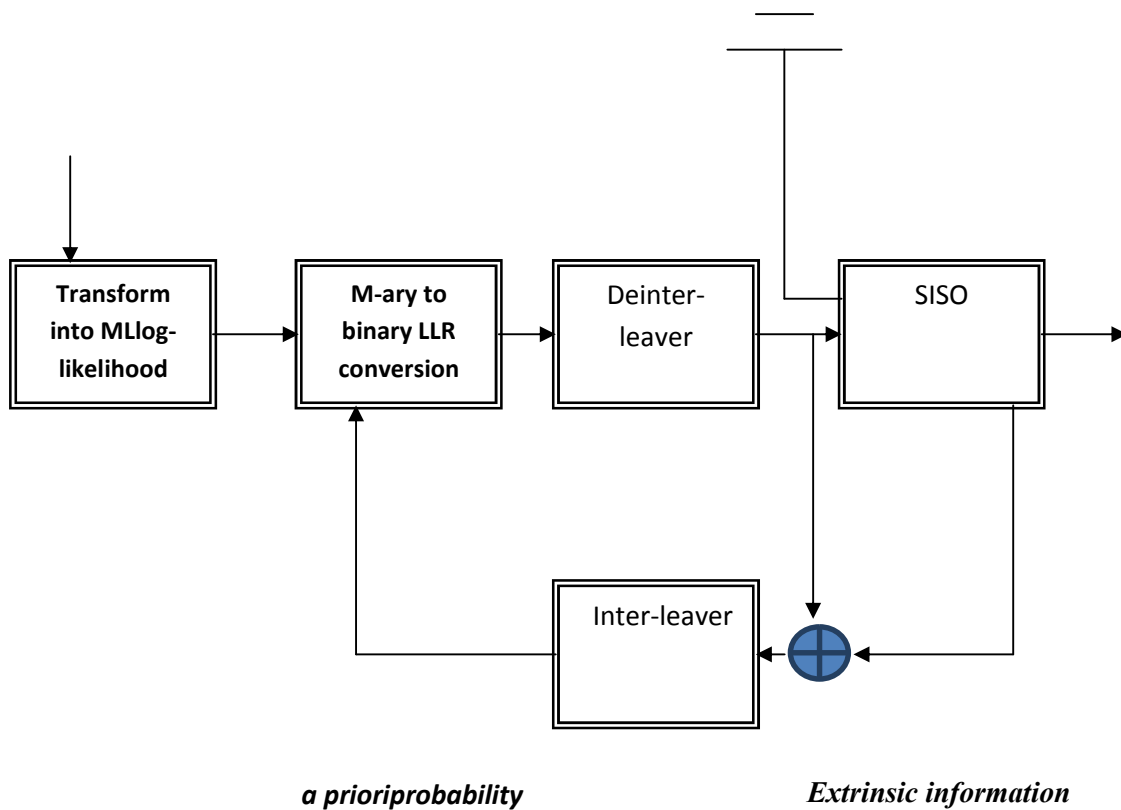 Transform
into MLlog-
likelihood
M-ary to
binary LLR
conversion
Deinter-
leaver
SISO
Inter-leaver
a prioriprobability
Extrinsic information